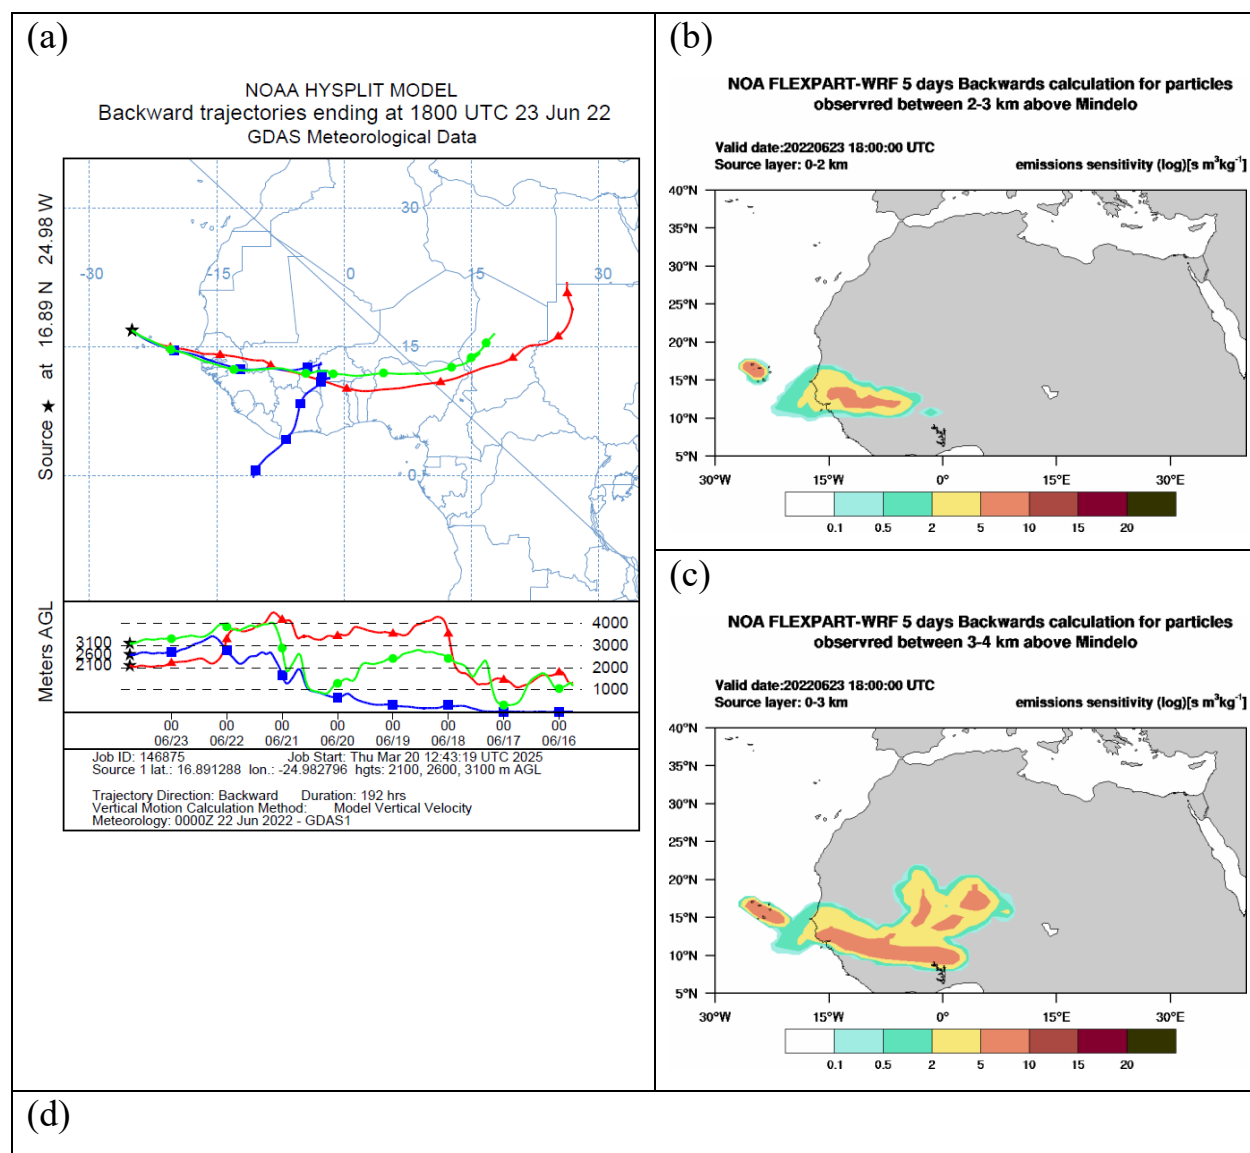 (a)
NOAA HYSPLIT MODEL
Backward trajectories ending at 1800 UTC 23 Jun 22
GDAS Meteorological Data
Source ★ at 16.89 N 24.98 W
30
-30
-15
0
15
30
15
0
Meters AGL
3100
2600
2100
4000
3000
2000
1000
00 00 00 00 00 00 00 00
06/23 06/22 06/21 06/20 06/19 06/18 06/17 06/16
Job ID: 146875 Job Start: Thu Mar 20 12:43:19 UTC 2025
Source 1 lat.: 16.891288 lon.: -24.982796 hgts: 2100, 2600, 3100 m AGL
Trajectory Direction: Backward Duration: 192 hrs
Vertical Motion Calculation Method: Model Vertical Velocity
Meteorology: 0000Z 22 Jun 2022 - GDAS1
(b)
NOA FLEXPART-WRF 5 days Backwards calculation for particles
observred between 2-3 km above Mindelo
Valid date:20220623 18:00:00 UTC
Source layer: 0-2 km emissions sensitivity (log)[s m³kg⁻¹]
40°N
35°N
30°N
25°N
20°N
15°N
10°N
5°N
30°W 15°W 0° 15°E 30°E
0.1 0.5 2 5 10 15 20
(c)
NOA FLEXPART-WRF 5 days Backwards calculation for particles
observred between 3-4 km above Mindelo
Valid date:20220623 18:00:00 UTC
Source layer: 0-3 km emissions sensitivity (log)[s m³kg⁻¹]
40°N
35°N
30°N
25°N
20°N
15°N
10°N
5°N
30°W 15°W 0° 15°E 30°E
0.1 0.5 2 5 10 15 20
(d)